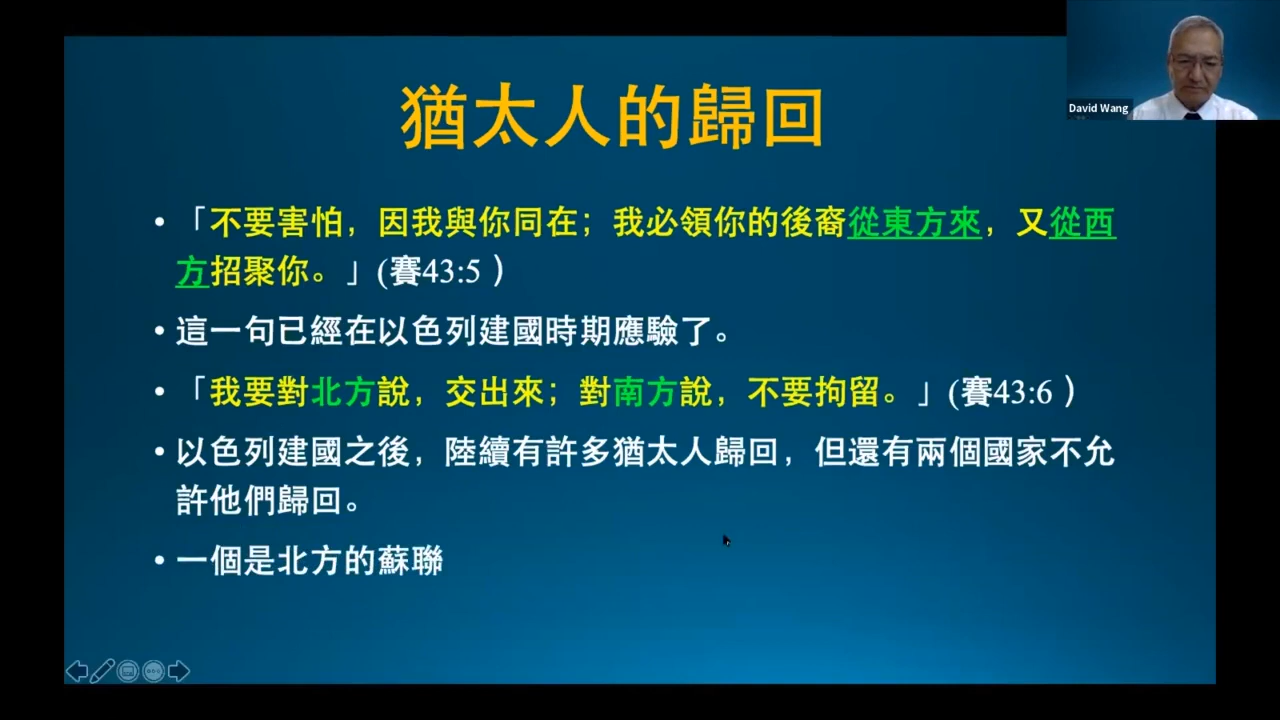 David Wang
猶太人的歸回
• 「不要害怕，因我與你同在；我必領你的後裔從東方來，又從西
方招聚你。」(賽43:5 )
• 這一句已經在以色列建國時期應驗了。
• 「我要對北方說，交出來；對南方說，不要拘留。」(賽43:6 )
• 以色列建國之後，陸續有許多猶太人歸回，但還有兩個國家不允
許他們歸回。
• 一個是北方的蘇聯